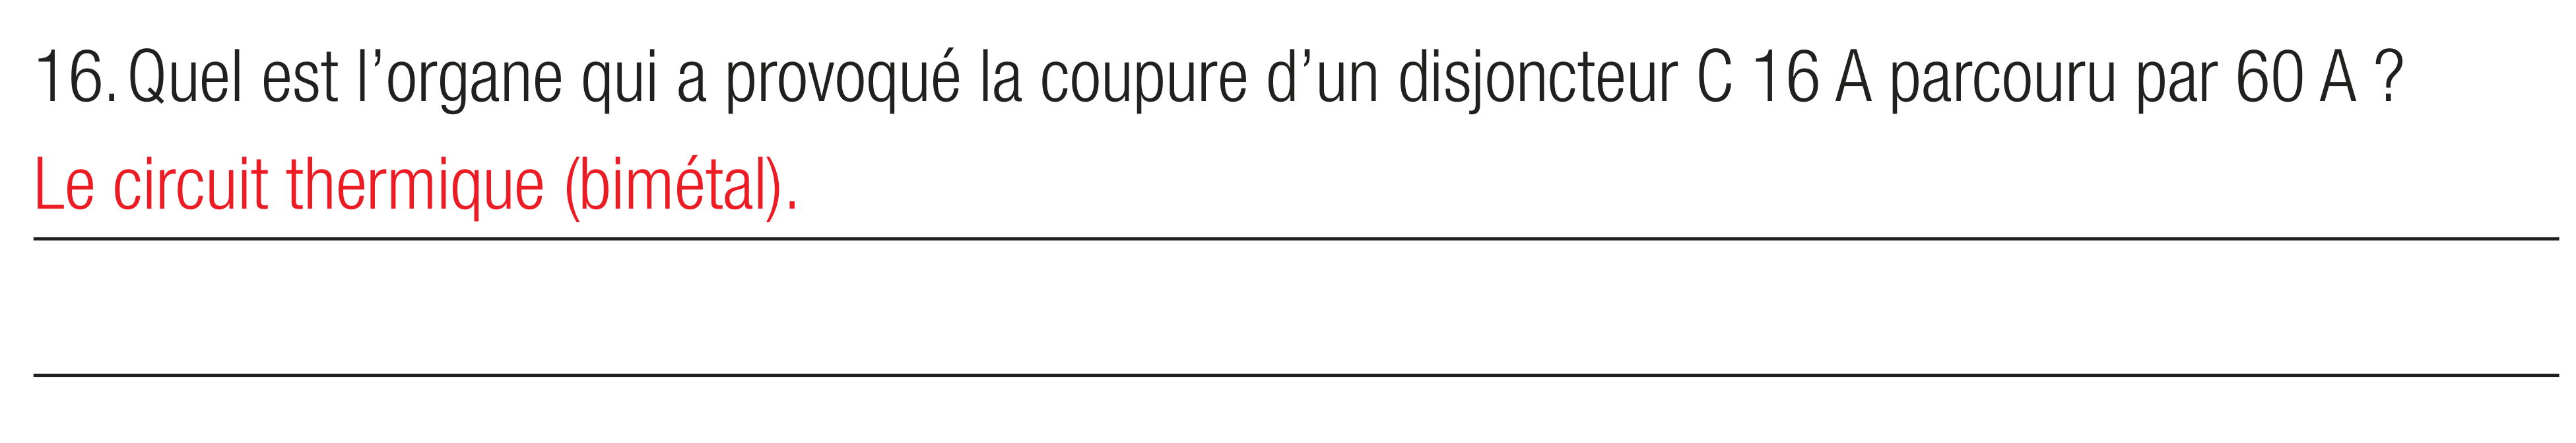 16. Quel est l’organe qui a provoqué la coupure d’un disjoncteur C 16 A parcouru par 60 A ?
Le circuit thermique (bimétal).